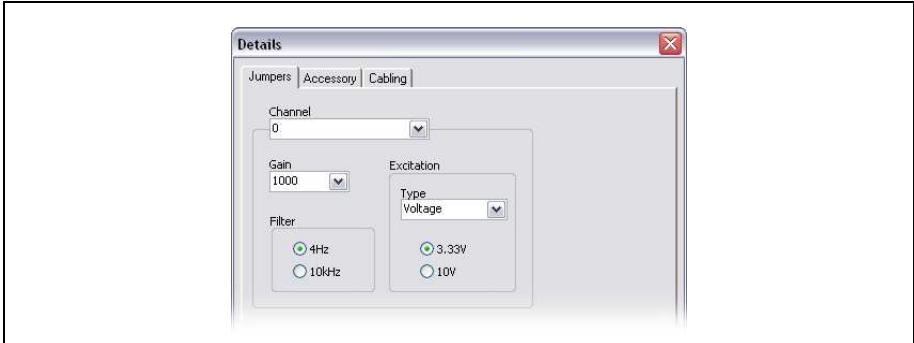 Details
Jumpers Accessory Cabling
Channel
0
Gain
1000
Excitation
Type
Voltage
Filter
4Hz
10kHz
3.33V
10V